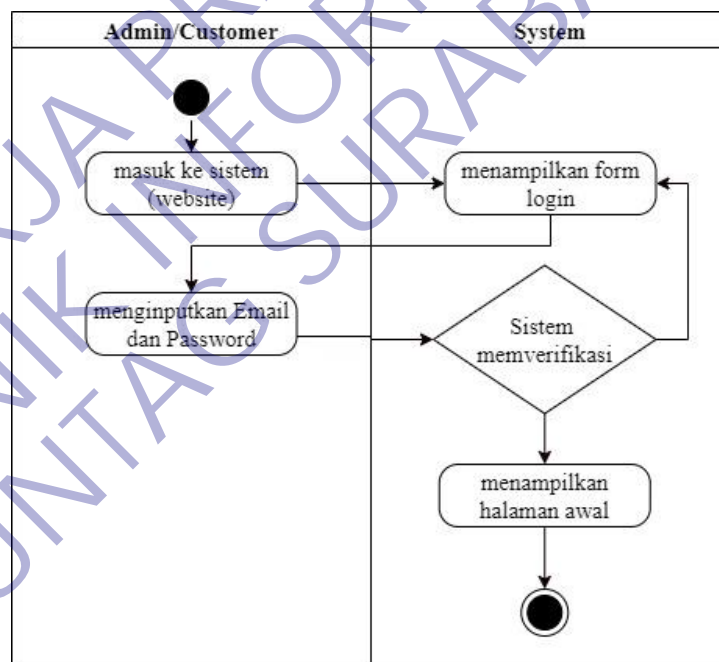 Admin/Customer
System
masuk ke sistem
(website)
menampilkan form
login
menginputkan Email
dan Password
Sistem
memverifikasi
menampilkan
halaman awal